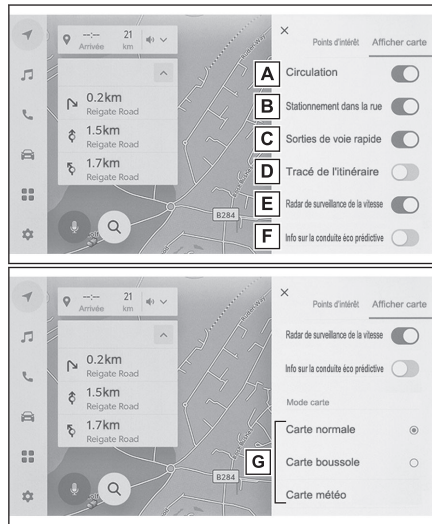 --:-- 21
Arrivée km
0.2km
Reigate Road
1.5km
Reigate Road
1.7km
Reigate Road
B284
Points d'intérêt Afficher carte
A Circulation
B Stationnement dans la rue
C Sorties de voie rapide
D Tracé de l'itinéraire
E Radar de surveillance de la vitesse
F Info sur la conduite éco prédictive
--:-- 21
Arrivée km
0.2km
Reigate Road
1.5km
Reigate Road
1.7km
Reigate Road
B284
Points d'intérêt Afficher carte
Radar de surveillance de la vitesse
Info sur la conduite éco prédictive
Mode carte
G
Carte normale
Carte boussole
Carte météo